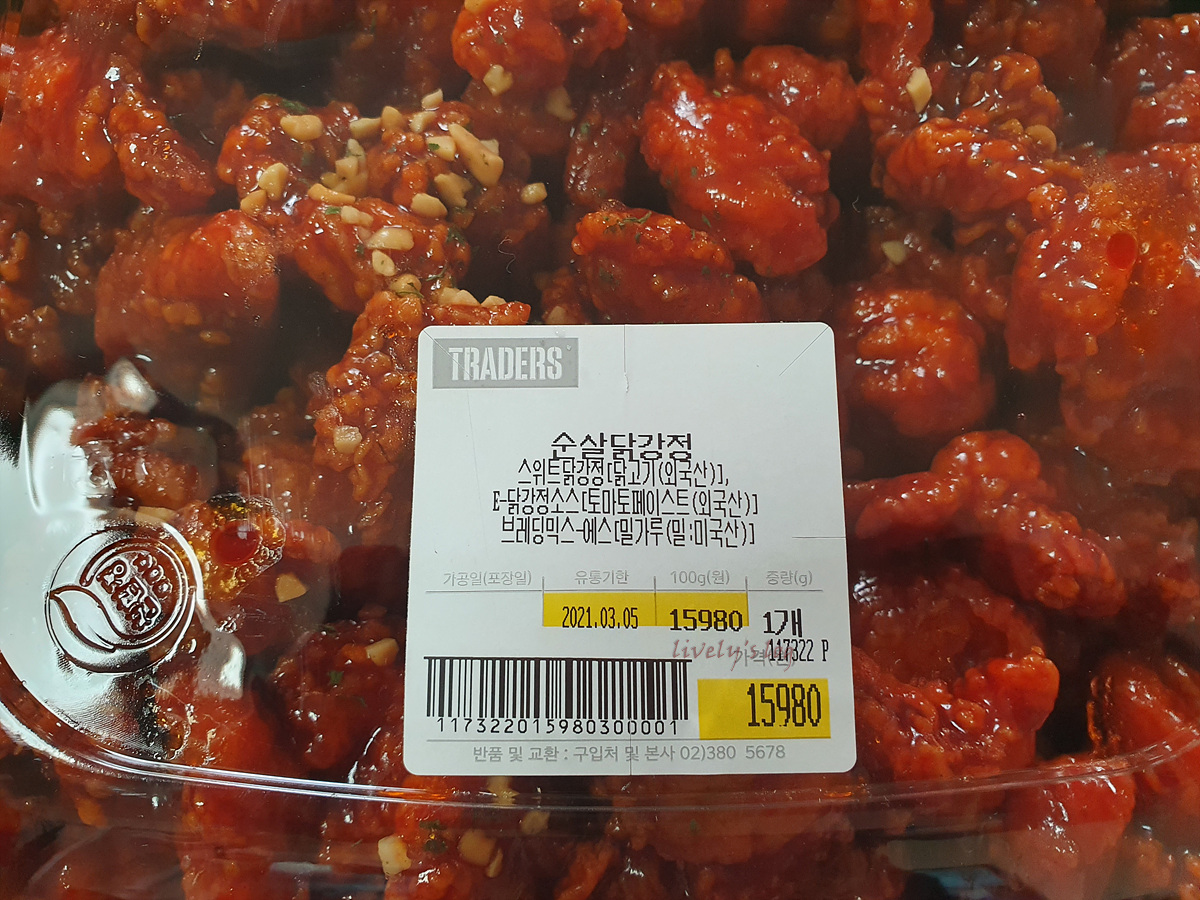 TRADERS
순살닭강정
스위트닭강정[닭고기(외국산)],
E-닭강정소스[토마토페이스트(외국산)]
브레딩믹스-에스[밀가루(밀:미국산)]
가공일(포장일) 유통기한 100g(원) 중량(g)
2021.03.05 15980 1개
lively's
117322 P
15980
117322015980300001
반품 및 교환 : 구입처 및 본사 02)380 5678